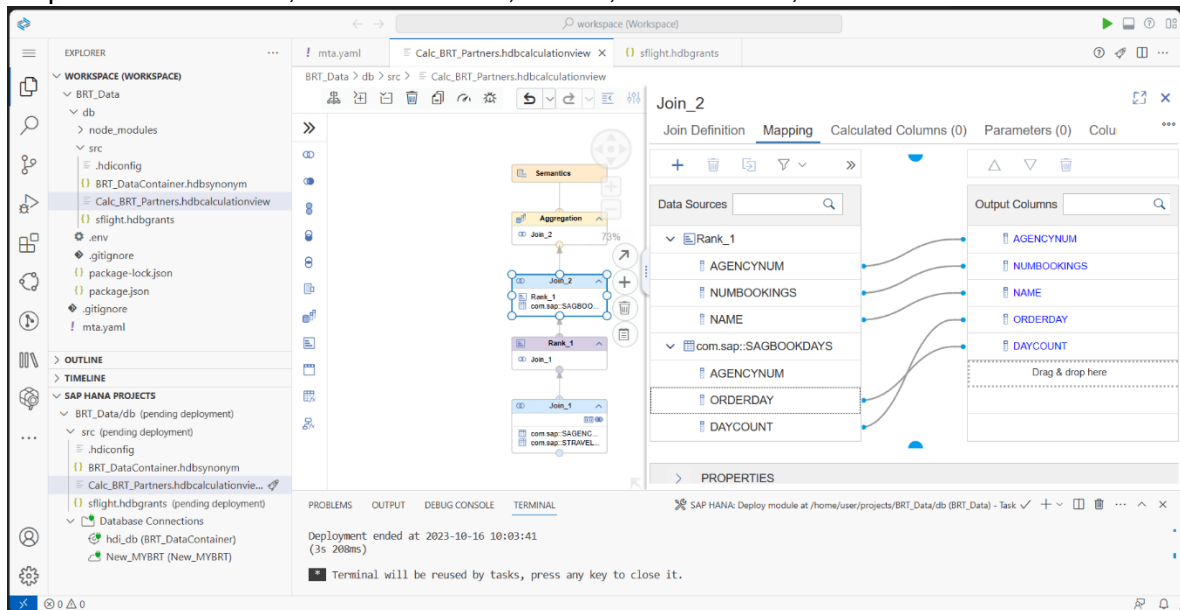 workspace (Workspace)
EXPLORER
WORKSPACE (WORKSPACE)
BRT_Data
db
node_modules
src
.hdiconfig
BRT_DataContainer.hdbsynonym
Calc_BRT_Partners.hdbcalculationview
sflight.hdbgrants
.env
.gitignore
package-lock.json
package.json
.gitignore
mta.yaml
OUTLINE
TIMELINE
SAP HANA PROJECTS
BRT_Data/db (pending deployment)
src (pending deployment)
.hdiconfig
BRT_DataContainer.hdbsynonym
Calc_BRT_Partners.hdbcalculationvie...
sflight.hdbgrants (pending deployment)
Database Connections
hdi_db (BRT_DataContainer)
New_MYBRT (New_MYBRT)
mta.yaml Calc_BRT_Partners.hdbcalculationview sflight.hdbgrants
BRT_Data > db > src > Calc_BRT_Partners.hdbcalculationview
Semantics
Aggregation
Join_2
73%
Join_2
Rank_1
com.sap::SAGBOO...
Rank_1
Join_1
Join_1
com.sap::SAGENC...
com.sap::STRAVEL...
Join_2
Join Definition Mapping Calculated Columns (0) Parameters (0) Colu
Data Sources
Rank_1
AGENCYNUM
NUMBOOKINGS
NAME
com.sap::SAGBOOKDAYS
AGENCYNUM
ORDERDAY
DAYCOUNT
Output Columns
AGENCYNUM
NUMBOOKINGS
NAME
ORDERDAY
DAYCOUNT
Drag & drop here
PROPERTIES
PROBLEMS OUTPUT DEBUG CONSOLE TERMINAL
SAP HANA: Deploy module at /home/user/projects/BRT_Data/db (BRT_Data) - Task
Deployment ended at 2023-10-16 10:03:41
(3s 208ms)
* Terminal will be reused by tasks, press any key to close it.
0 0